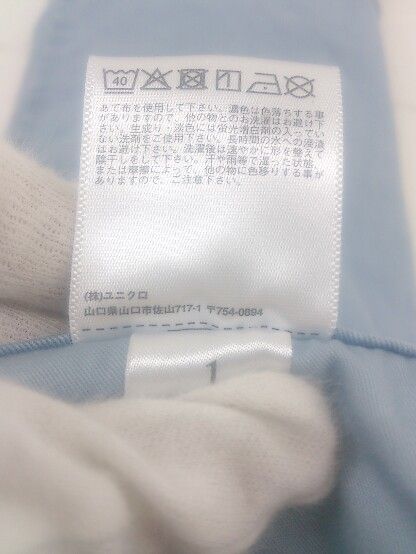 40
あて布を使用して下さい。濃色は色落ちする事
がありますので、他の物とのお洗濯はお避け下
さい。生成り・淡色には蛍光増白剤の入ってい
ない洗剤をご使用下さい。長時間の水への浸漬
はお避け下さい。洗濯後は速やかに形を整えて
陰干しをして下さい。汗や雨等で湿った状態
または摩擦によって、他の物に色移りする事が
ありますので、ご注意下さい。
(株)ユニクロ
山口県山口市佐山717-1 〒754-0894
1